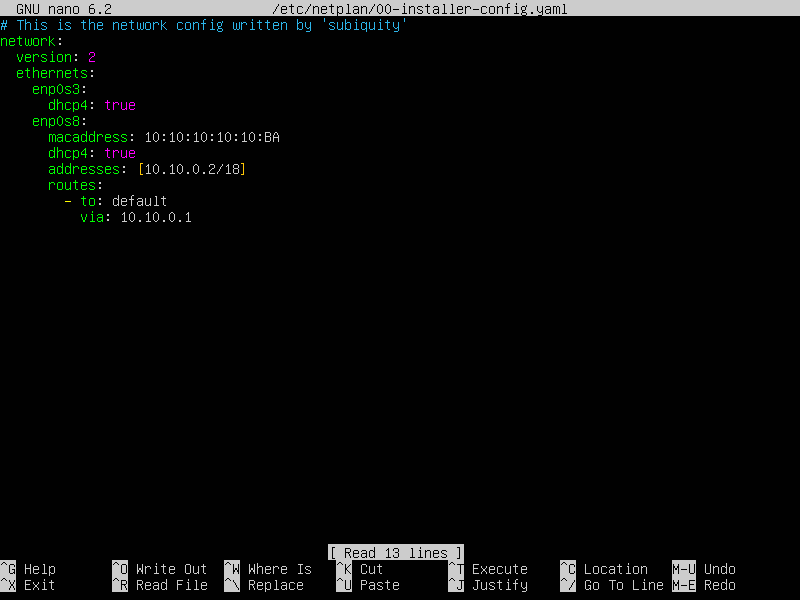 GNU nano 6.2 /etc/netplan/00-installer-config.yaml
# This is the network config written by 'subiquity'
network:
  version: 2
  ethernets:
    enp0s3:
      dhcp4: true
    enp0s8:
      macaddress: 10:10:10:10:10:BA
      dhcp4: true
      addresses: [10.10.0.2/18]
      routes:
        - to: default
          via: 10.10.0.1
[ Read 13 lines ]
^G Help ^O Write Out ^W Where Is ^K Cut ^T Execute ^C Location M-U Undo
^X Exit ^R Read File ^\ Replace ^U Paste ^J Justify ^/ Go To Line M-E Redo